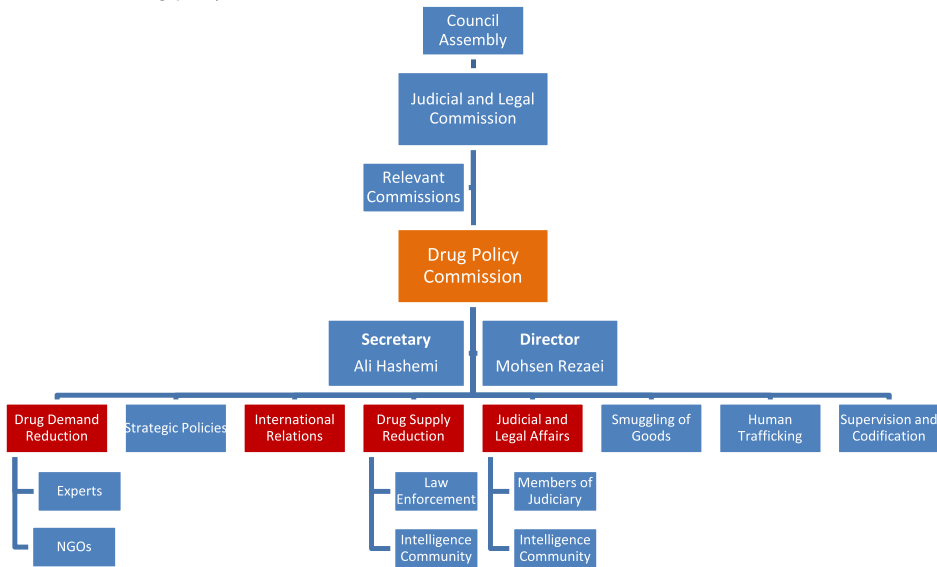 Council
Assembly
Judicial and Legal
Commission
Relevant
Commissions
Drug Policy
Commission
Secretary
Ali Hashemi
Director
Mohsen Rezaei
Drug Demand
Reduction
Strategic Policies
International
Relations
Drug Supply
Reduction
Judicial and
Legal Affairs
Smuggling of
Goods
Human
Trafficking
Supervision and
Codification
Experts
NGOs
Law
Enforcement
Intelligence
Community
Members of
Judiciary
Intelligence
Community